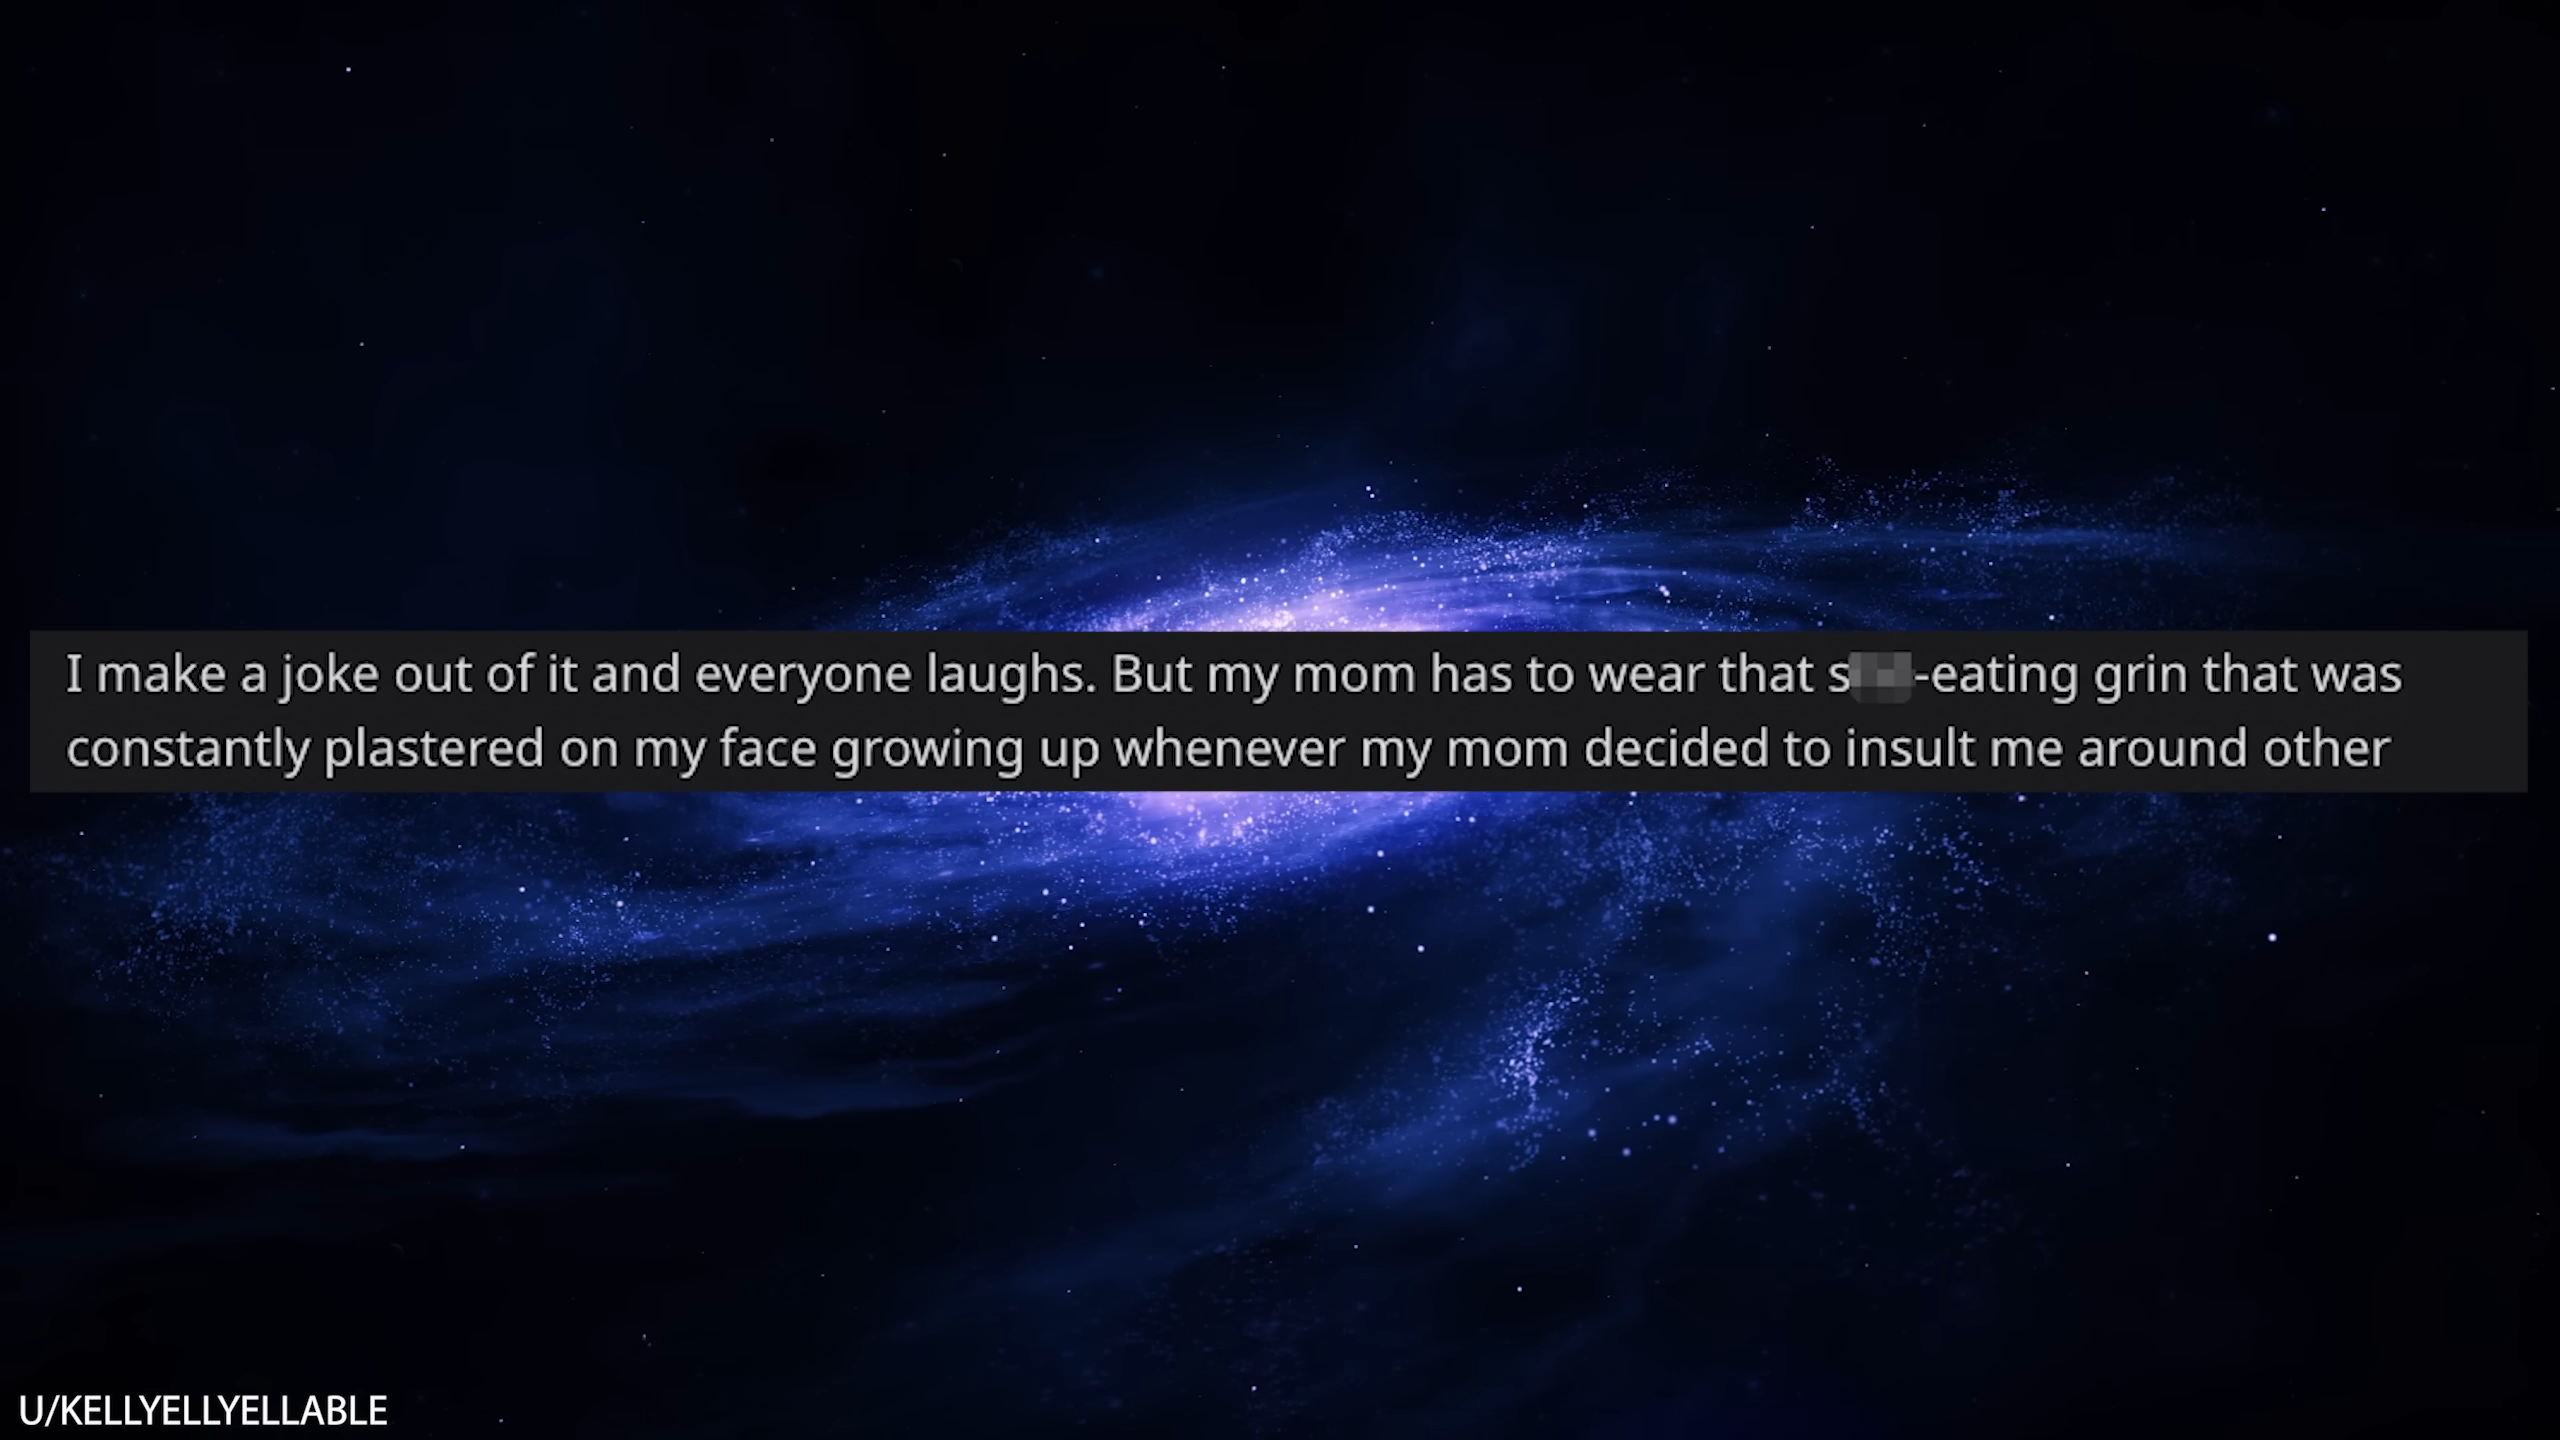 I make a joke out of it and everyone laughs. But my mom has to wear that s -eating grin that was
constantly plastered on my face growing up whenever my mom decided to insult me around other
U/KELLYELLYELLABLE